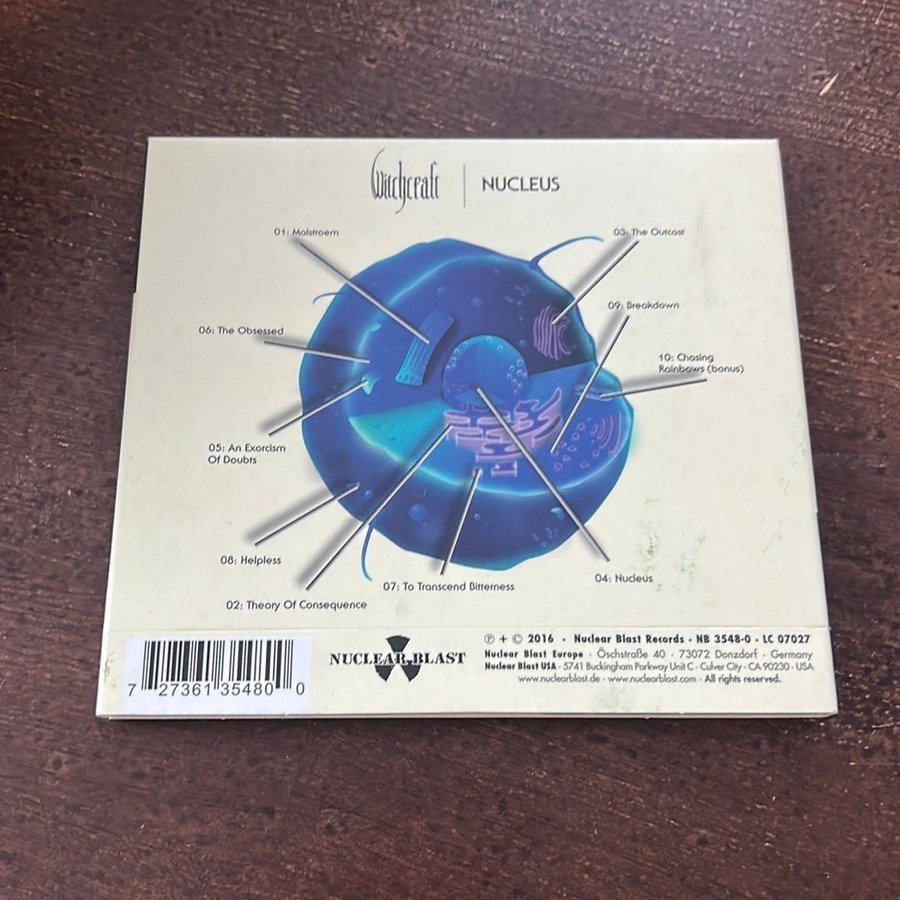 Witchcraft | NUCLEUS
01: Malstroem
03: The Outcast
09: Breakdown
06: The Obsessed
10: Chasing
Rainbows (bonus)
05: An Exorcism
Of Doubts
08: Helpless
04: Nucleus
07: To Transcend Bitterness
02: Theory Of Consequence
NUCLEAR BLAST
7 27361 35480 0
℗ + © 2016 · Nuclear Blast Records · NB 3548-0 · LC 07027
Nuclear Blast Europe · Öschstraße 40 · 73072 Donzdorf · Germany
Nuclear Blast USA · 5741 Buckingham Parkway Unit C · Culver City · CA 90230 · USA
www.nuclearblast.de · www.nuclearblast.com · All rights reserved.